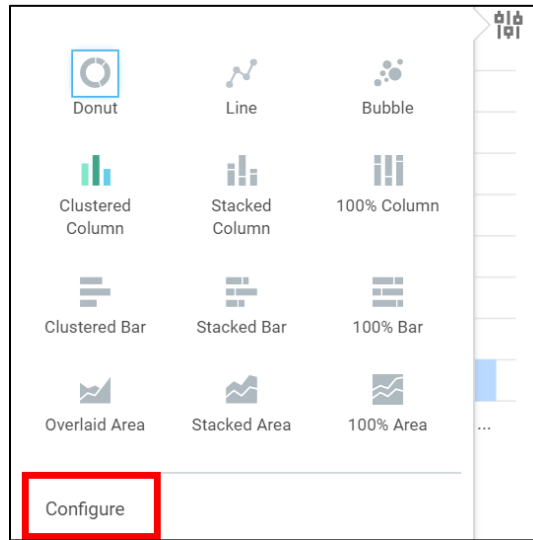 Donut
Line
Bubble
Clustered
Column
Stacked
Column
100% Column
Clustered Bar
Stacked Bar
100% Bar
Overlaid Area
Stacked Area
100% Area
...
Configure